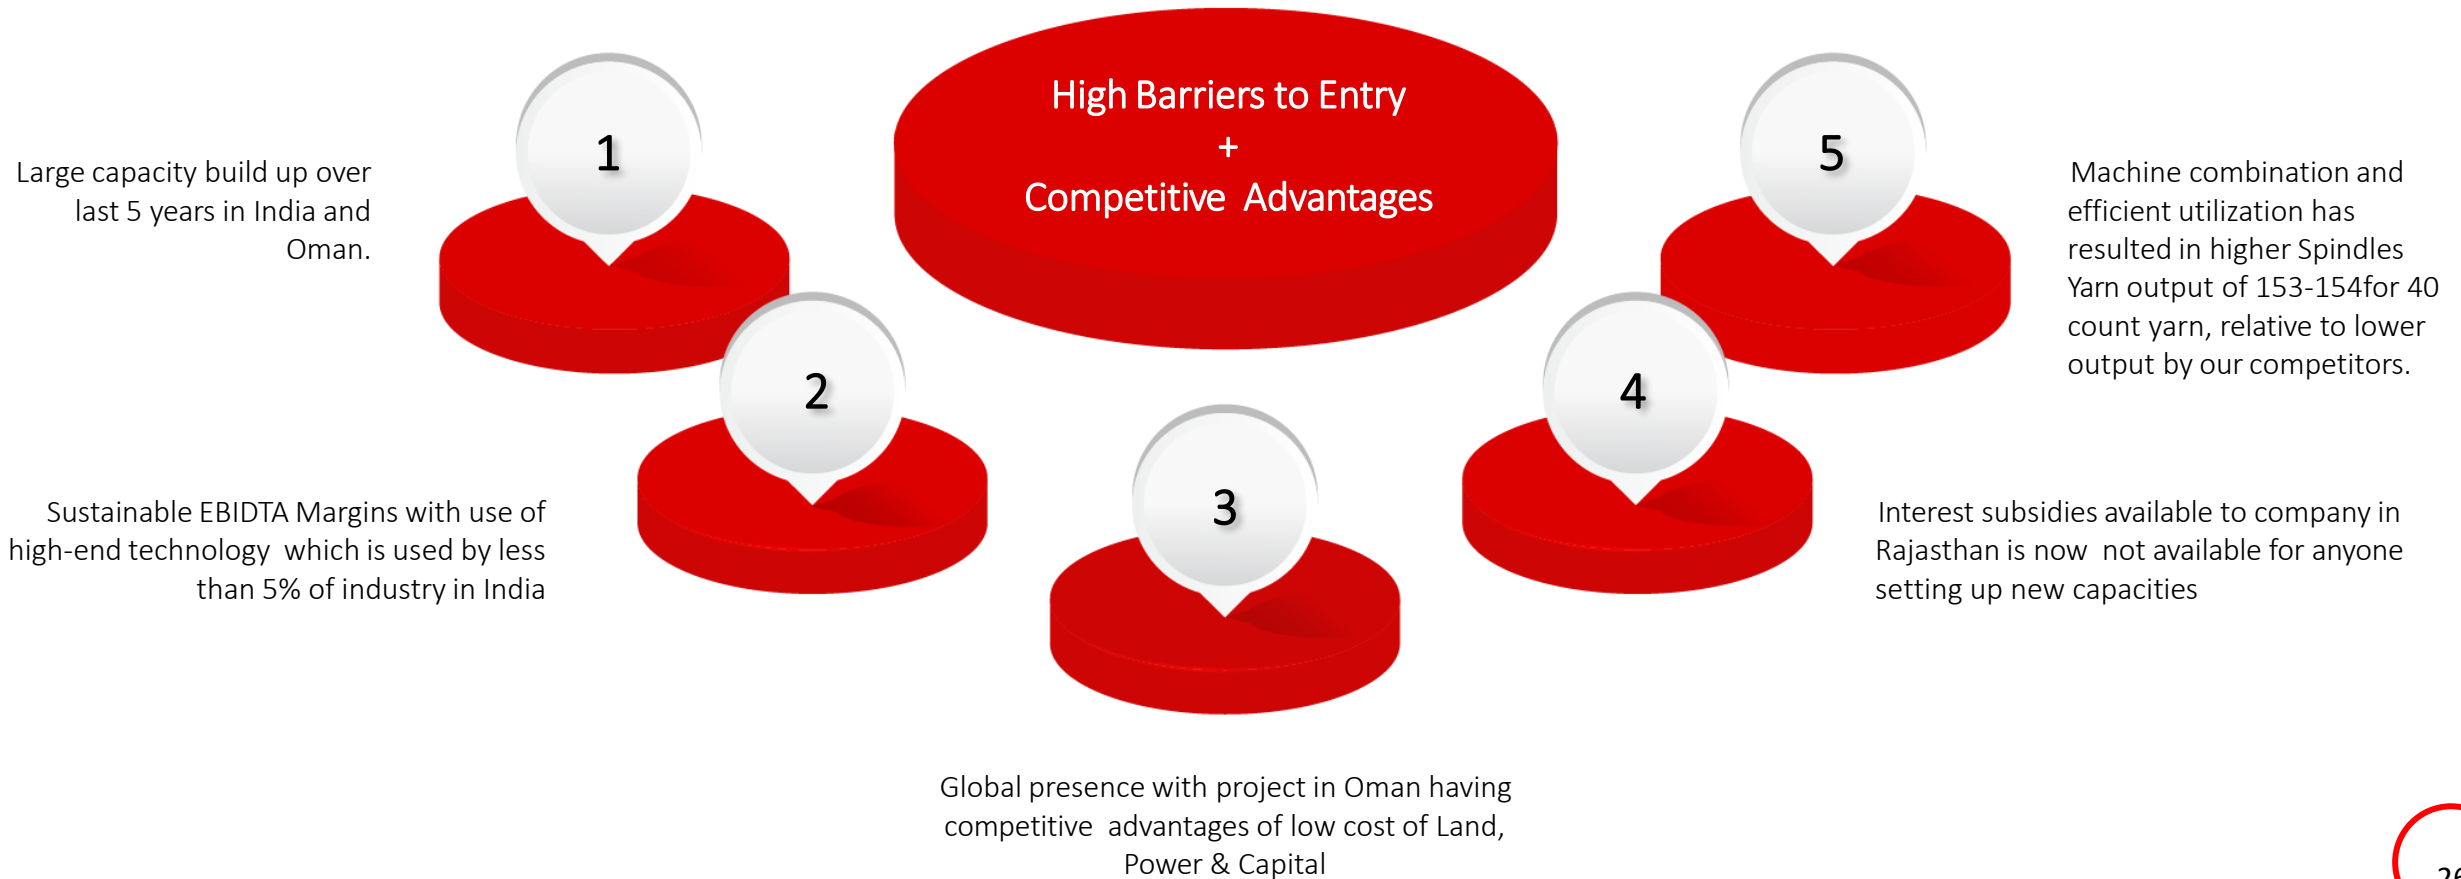 High Barriers to Entry
+
Competitive Advantages
1
Large capacity build up over
last 5 years in India and
Oman.
2
Sustainable EBIDTA Margins with use of
high-end technology which is used by less
than 5% of industry in India
3
Global presence with project in Oman having
competitive advantages of low cost of Land,
Power & Capital
4
Interest subsidies available to company in
Rajasthan is now not available for anyone
setting up new capacities
5
Machine combination and
efficient utilization has
resulted in higher Spindles
Yarn output of 153-154for 40
count yarn, relative to lower
output by our competitors.